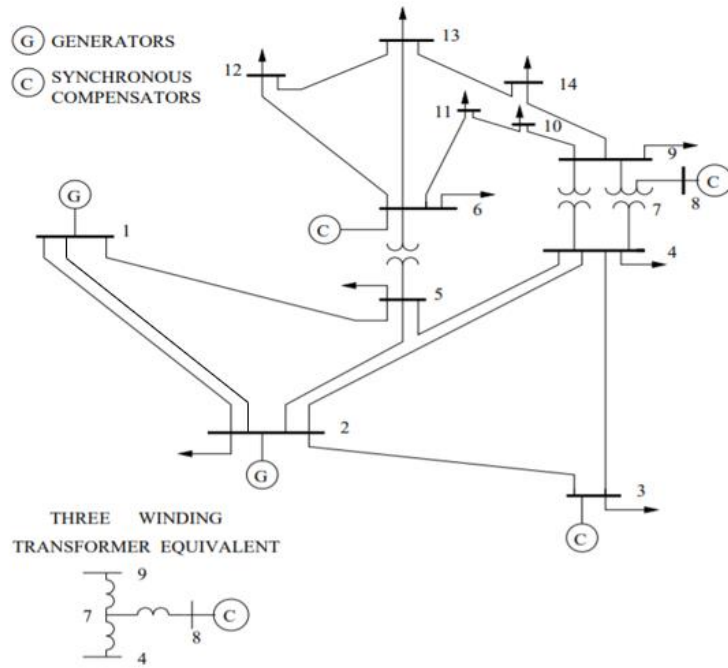 G GENERATORS
C SYNCHRONOUS
COMPENSATORS
13
12
14
11
10
9
C
8
7
G
1
C
6
4
5
2
G
3
C
THREE WINDING
TRANSFORMER EQUIVALENT
9
7
C
8
4